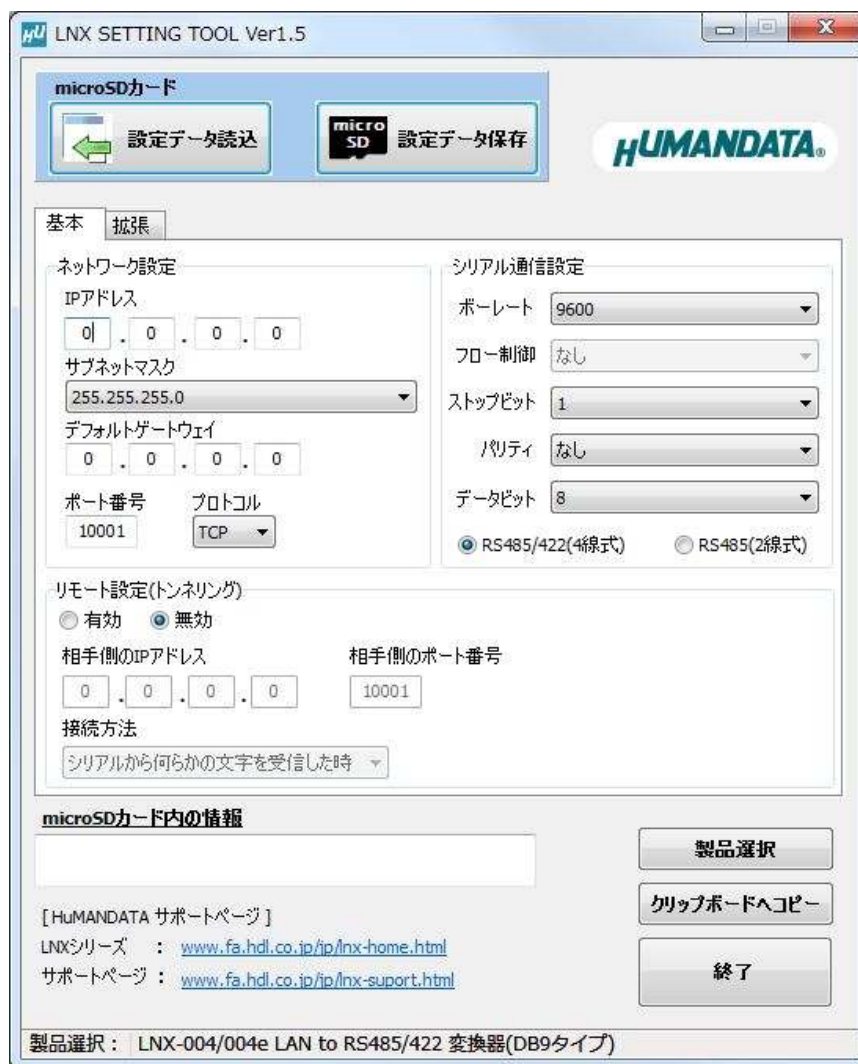 HU LNX SETTING TOOL Ver1.5
microSDカード
設定データ読込
micro SD 設定データ保存
HUMANDATA®
基本 拡張
ネットワーク設定
IPアドレス
0 . 0 . 0 . 0
サブネットマスク
255.255.255.0
デフォルトゲートウェイ
0 . 0 . 0 . 0
ポート番号 プロトコル
10001 TCP
シリアル通信設定
ボーレート 9600
フロー制御 なし
ストップビット 1
パリティ なし
データビット 8
RS485/422(4線式) RS485(2線式)
リモート設定(トンネリング)
有効 無効
相手側のIPアドレス 相手側のポート番号
0 . 0 . 0 . 0 10001
接続方法
シリアルから何らかの文字を受信した時
microSDカード内の情報
[ HuMANDATA サポートページ ]
LNXシリーズ : www.fa.hdl.co.jp/jp/lnx-home.html
サポートページ : www.fa.hdl.co.jp/jp/lnx-suport.html
製品選択
クリップボードへコピー
終了
製品選択 : LNX-004/004e LAN to RS485/422 変換器(DB9タイプ)